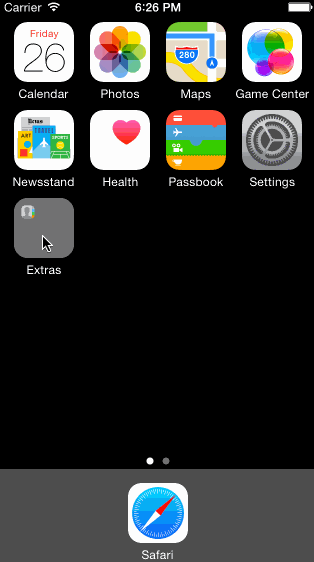 Carrier 6:26 PM
Friday
26
280
Calendar Photos Maps Game Center
ART TRAVEL SPORTS
Newsstand Health Passbook Settings
Extras
Safari